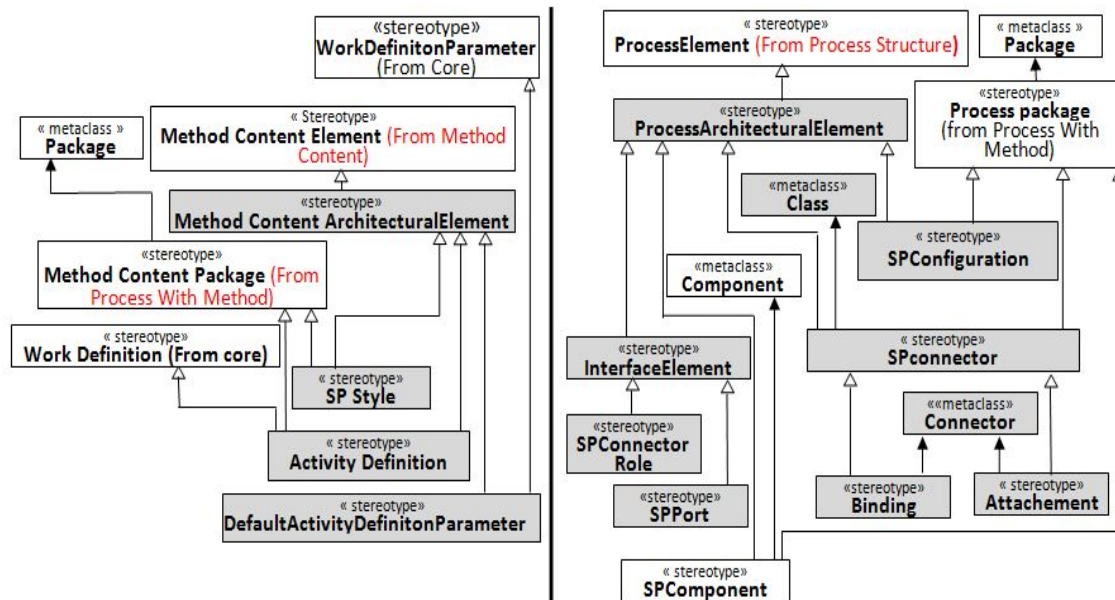 «stereotype»
WorkDefinitonParameter
(From Core)
« Stereotype»
Method Content Element (From Method
Content)
« metaclass »
Package
«stereotype»
Method Content ArchitecturalElement
«stereotype»
Method Content Package (From
Process With Method)
« stereotype»
Work Definition (From core)
« stereotype»
SP Style
« stereotype»
Activity Definition
« stereotype»
DefaultActivityDefinitonParameter
«stereotype»
ProcessElement (From Process Structure)
« metaclass »
Package
«stereotype»
ProcessArchitecturalElement
«stereotype»
Process package
(from Process With
Method)
«metaclass»
Class
« stereotype»
SPConfiguration
«metaclass»
Component
«stereotype»
InterfaceElement
« stereotype»
SPconnector
«stereotype»
SPConnector
Role
««metaclass»
Connector
«stereotype»
SPPort
«stereotype»
Binding
« stereotype»
Attachement
« stereotype»
SPComponent